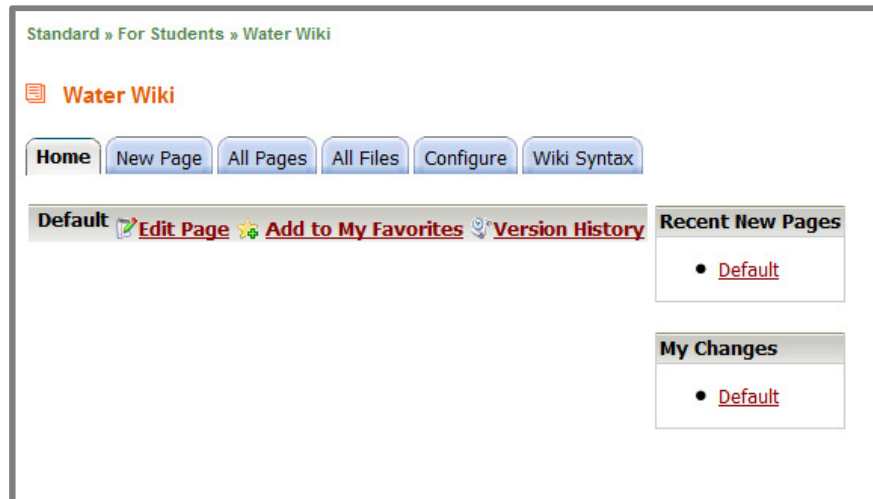 Standard » For Students » Water Wiki
Water Wiki
Home New Page All Pages All Files Configure Wiki Syntax
Default Edit Page Add to My Favorites Version History
Recent New Pages
Default
My Changes
Default